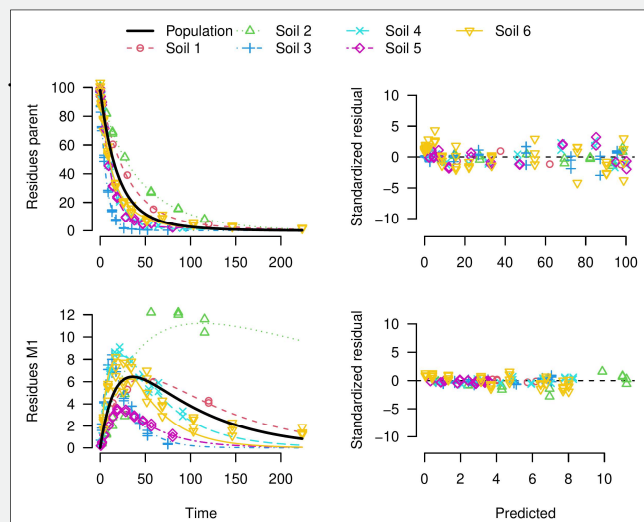 Population Soil 2 Soil 4 Soil 6
Soil 1 Soil 3 Soil 5
Residues parent
100
80
60
40
20
0
0 50 100 150 200
Standardized residual
10
5
0
−5
−10
0 20 40 60 80 100
Residues M1
12
10
8
6
4
2
0
0 50 100 150 200
Time
Standardized residual
10
5
0
−5
−10
0 2 4 6 8 10
Predicted